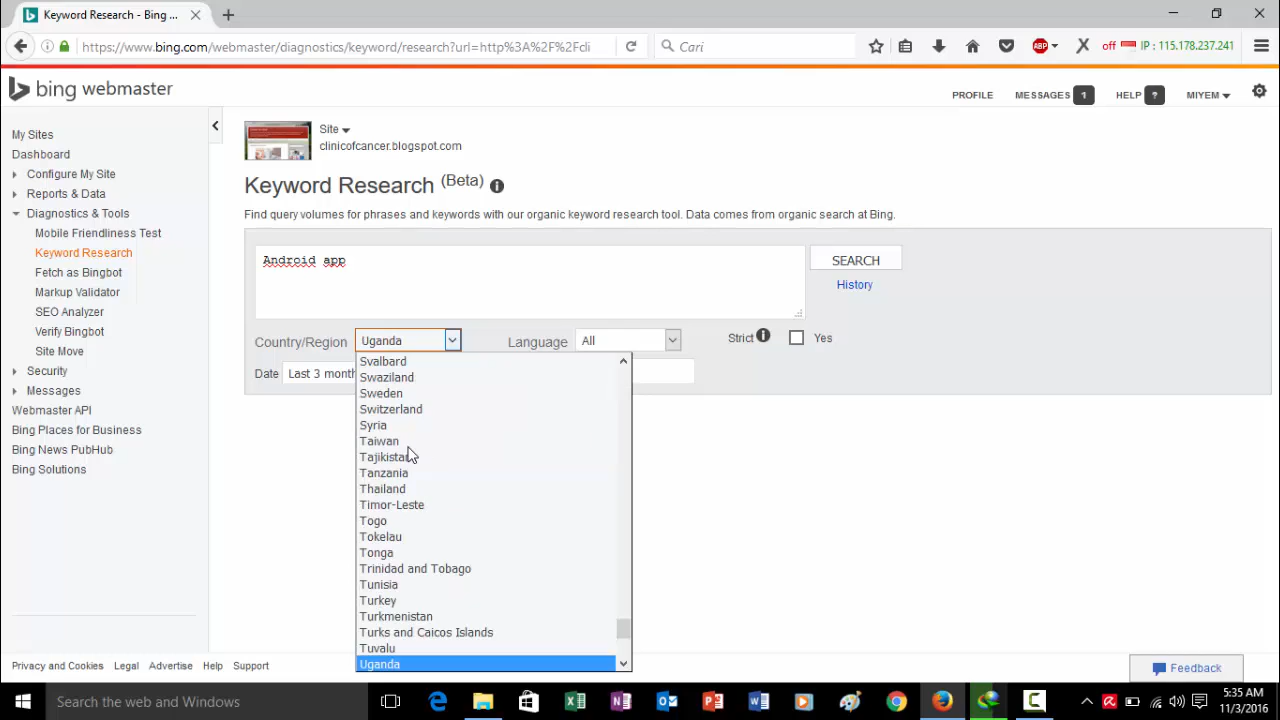 Keyword Research - Bing ...
https://www.bing.com/webmaster/diagnostics/keyword/research?url=http%3A%2F%2Fcli
Cari
ABP
off
IP : 115.178.237.241
bing webmaster
PROFILE
MESSAGES 1
HELP ?
MIYEM
My Sites
Dashboard
Configure My Site
Reports & Data
Diagnostics & Tools
Mobile Friendliness Test
Keyword Research
Fetch as Bingbot
Markup Validator
SEO Analyzer
Verify Bingbot
Site Move
Security
Messages
Webmaster API
Bing Places for Business
Bing News PubHub
Bing Solutions
Site
clinicofcancer.blogspot.com
Keyword Research (Beta)
Find query volumes for phrases and keywords with our organic keyword research tool. Data comes from organic search at Bing.
Android app
SEARCH
History
Country/Region Uganda
Language All
Strict Yes
Date Last 3 month
Svalbard
Swaziland
Sweden
Switzerland
Syria
Taiwan
Tajikistan
Tanzania
Thailand
Timor-Leste
Togo
Tokelau
Tonga
Trinidad and Tobago
Tunisia
Turkey
Turkmenistan
Turks and Caicos Islands
Tuvalu
Uganda
Privacy and Cookies Legal Advertise Help Support
Feedback
Search the web and Windows
5:35 AM
11/3/2016